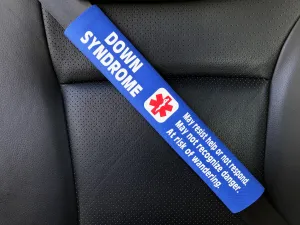 DOWN
SYNDROME
May resist help or not respond.
May not recognize danger.
At risk of wandering.